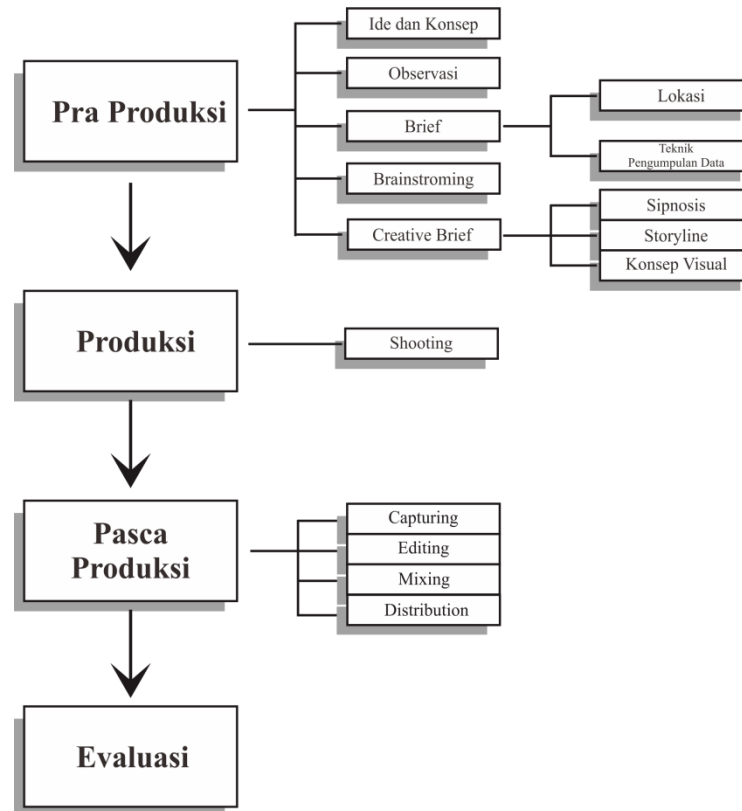 Pra Produksi
Ide dan Konsep
Observasi
Brief
Brainstroming
Creative Brief
Lokasi
Teknik
Pengumpulan Data
Sipnosis
Storyline
Konsep Visual
Produksi
Shooting
Pasca
Produksi
Capturing
Editing
Mixing
Distribution
Evaluasi